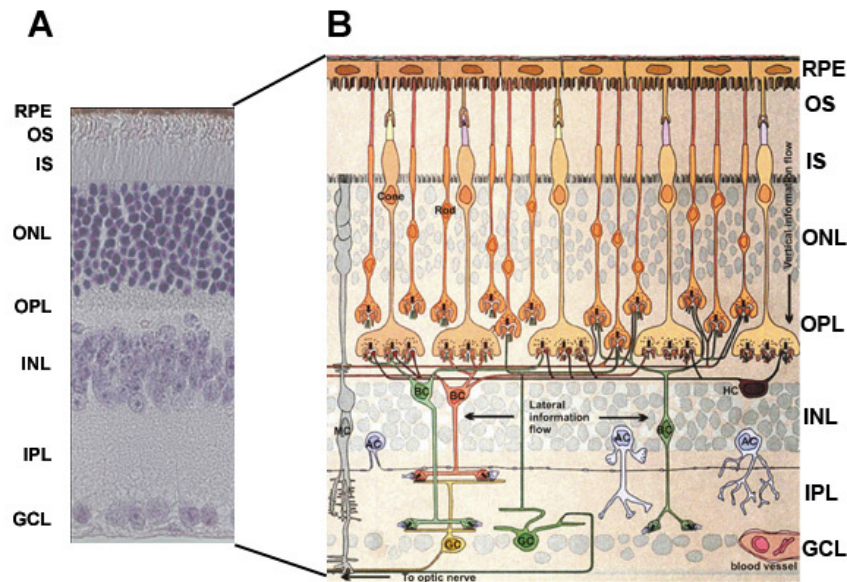 A
RPE
OS
IS
ONL
OPL
INL
IPL
GCL
B
RPE
OS
IS
ONL
OPL
INL
IPL
GCL
Cone
Rod
Vertical information flow
BC
BC
HC
Lateral
information
flow
MC
AC
AC
BC
AC
GC
GC
blood vessel
To optic nerve